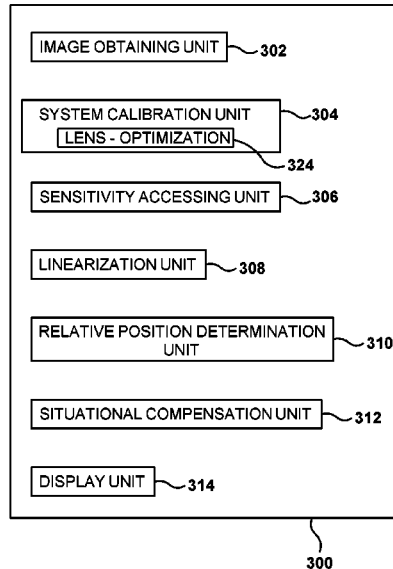 IMAGE OBTAINING UNIT
302
SYSTEM CALIBRATION UNIT
304
LENS - OPTIMIZATION
324
SENSITIVITY ACCESSING UNIT
306
LINEARIZATION UNIT
308
RELATIVE POSITION DETERMINATION
UNIT
310
SITUATIONAL COMPENSATION UNIT
312
DISPLAY UNIT
314
300